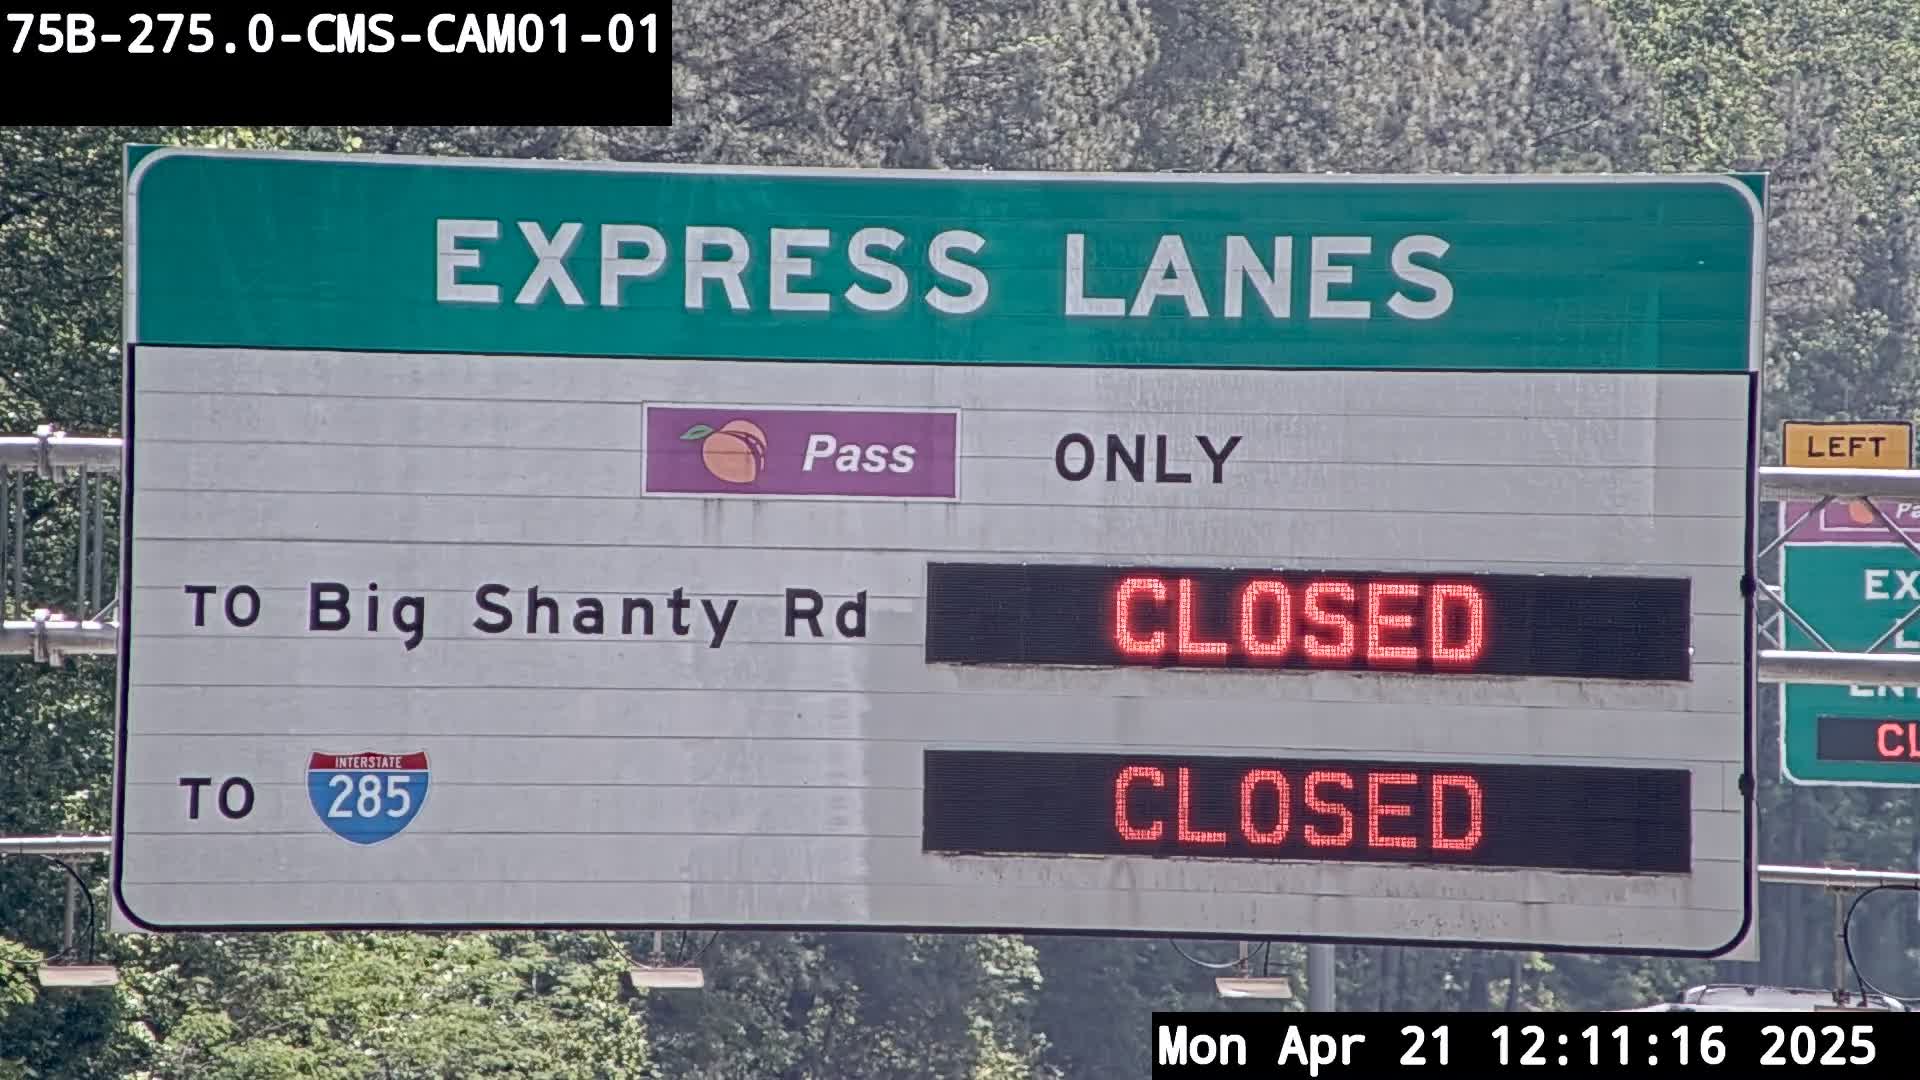 75B-275.0-CMS-CAM01-01
EXPRESS LANES
Pass ONLY
LEFT
TO Big Shanty Rd CLOSED
TO INTERSTATE 285 CLOSED
Mon Apr 21 12:11:16 2025